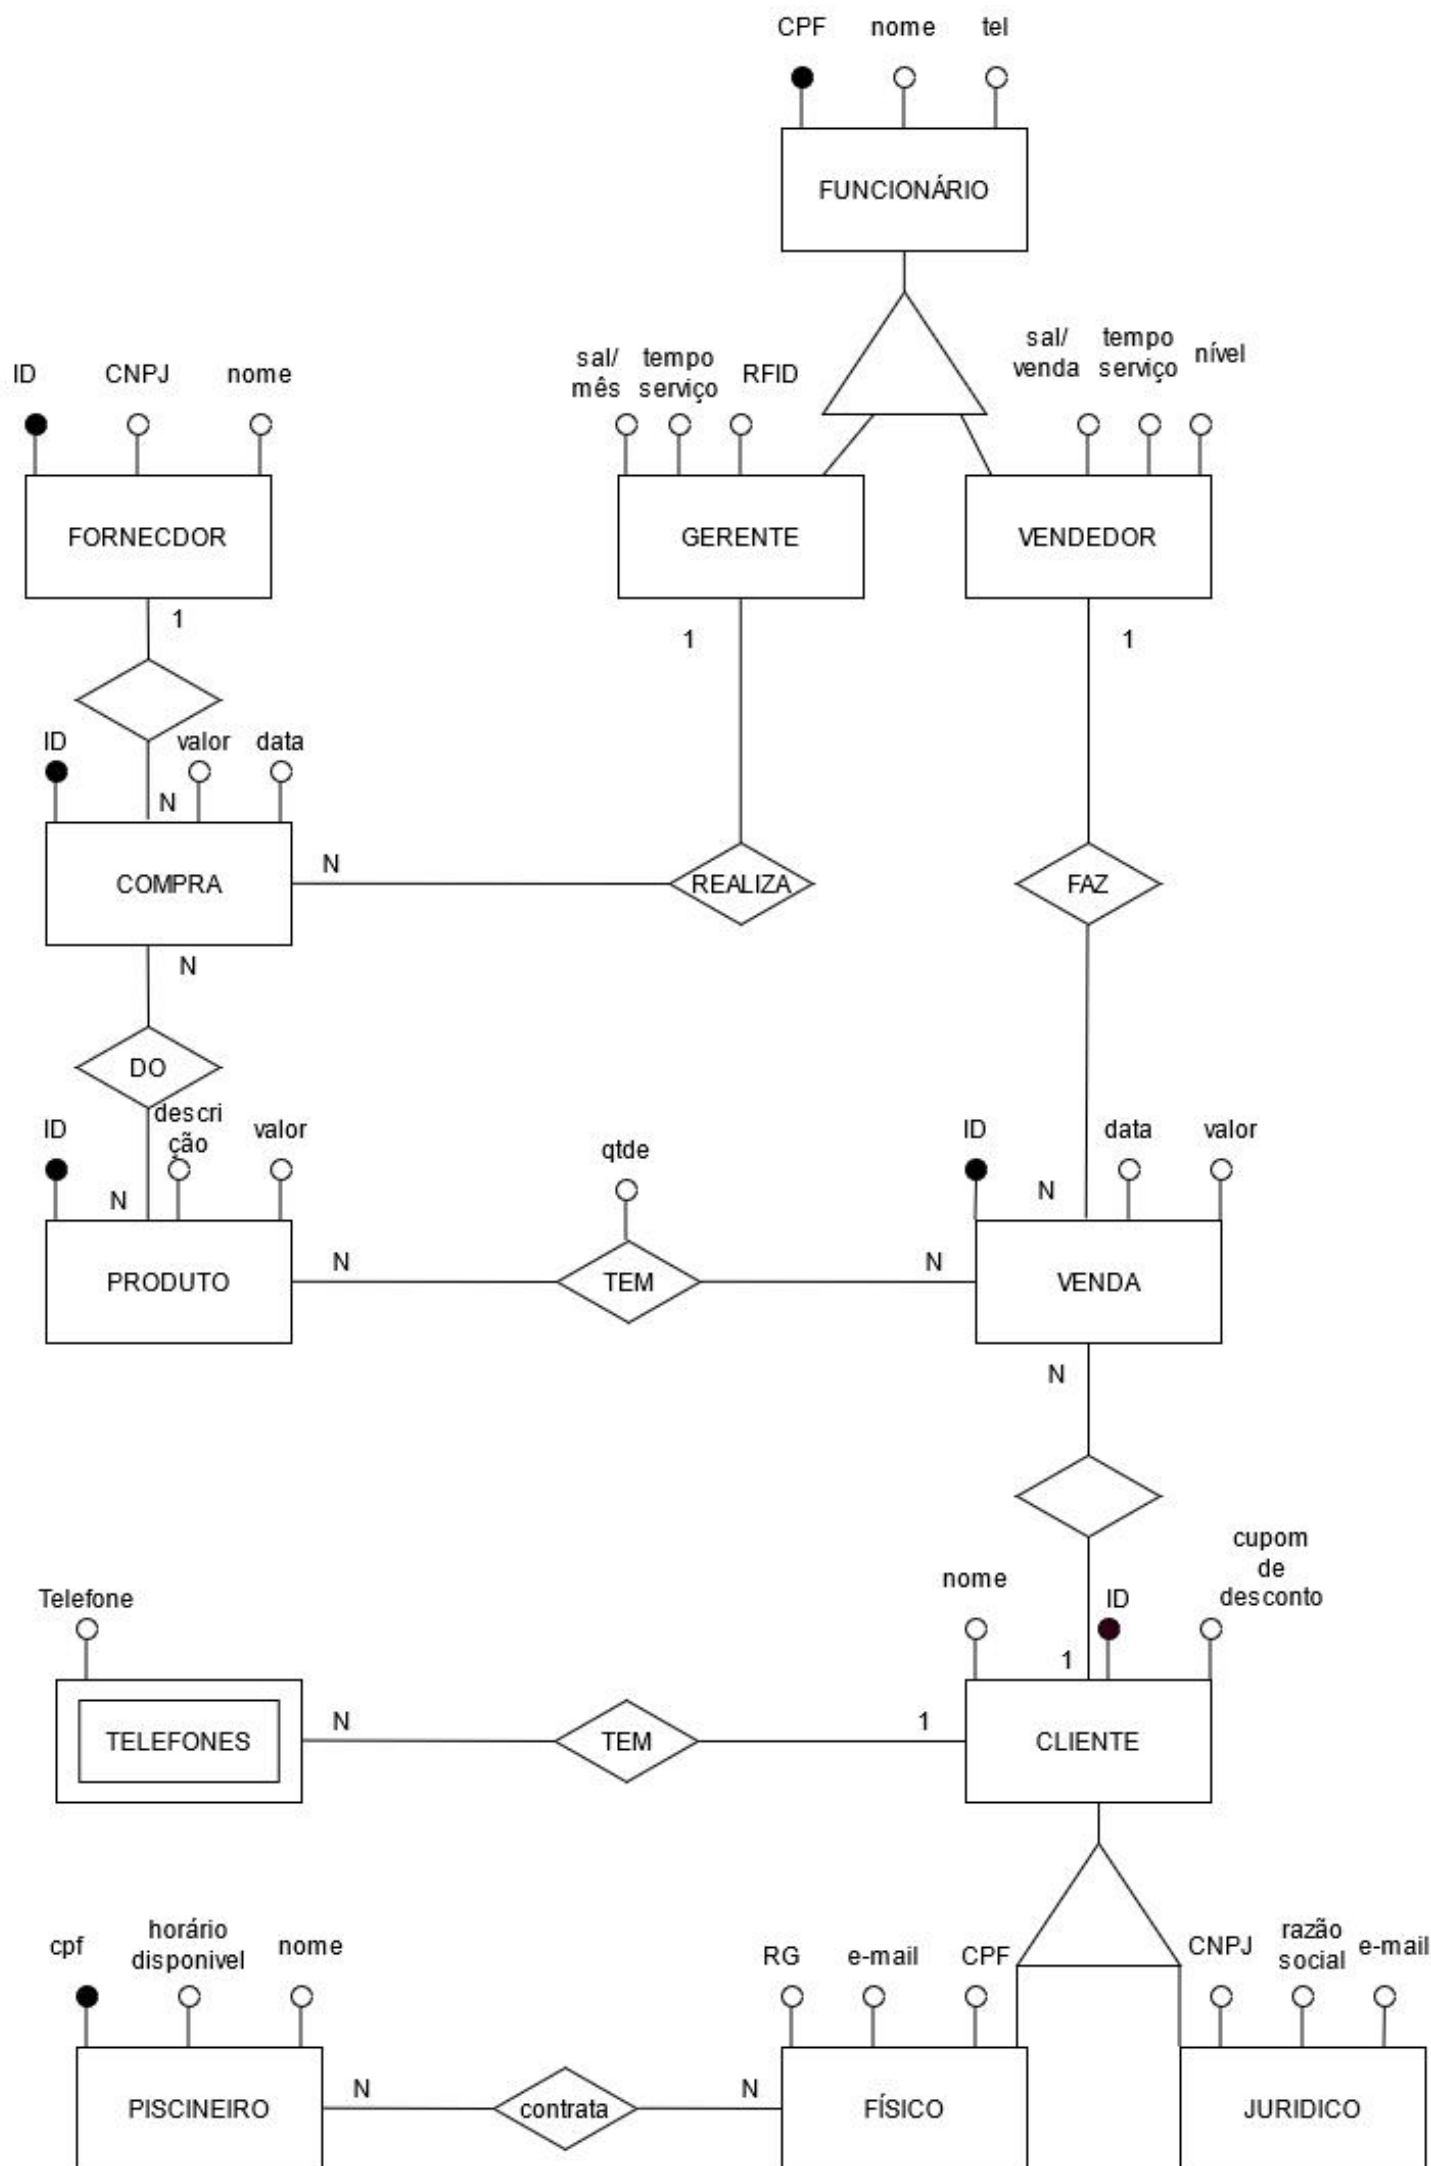 CPF nome tel
FUNCIONÁRIO
sal/
mês
tempo
serviço
RFID
sal/
venda
tempo
serviço
nível
ID CNPJ nome
FORNECDOR
GERENTE
VENDEDOR
1
1
1
ID valor data
N
COMPRA
N
REALIZA
FAZ
N
DO
ID
descri
ção
valor
N
qtde
ID data valor
N
PRODUTO
N
TEM
N
VENDA
N
cupom
de
desconto
nome
ID
1
Telefone
TELEFONES
N
TEM
1
CLIENTE
cpf
horário
disponivel
nome
RG e-mail CPF
CNPJ
razão
social
e-mail
PISCINEIRO
N
contrata
N
FÍSICO
JURIDICO